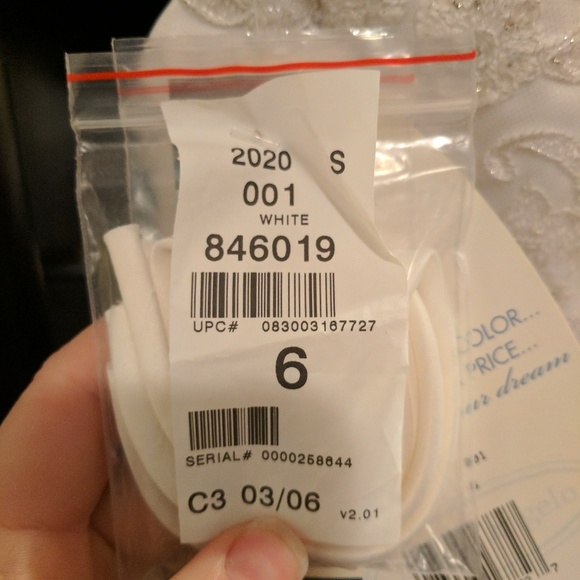 2020 S
001
WHITE
846019
UPC# 083003167727
6
SERIAL# 0000258644
C3 03/06 v2.01
COLOR...
PRICE...
dream